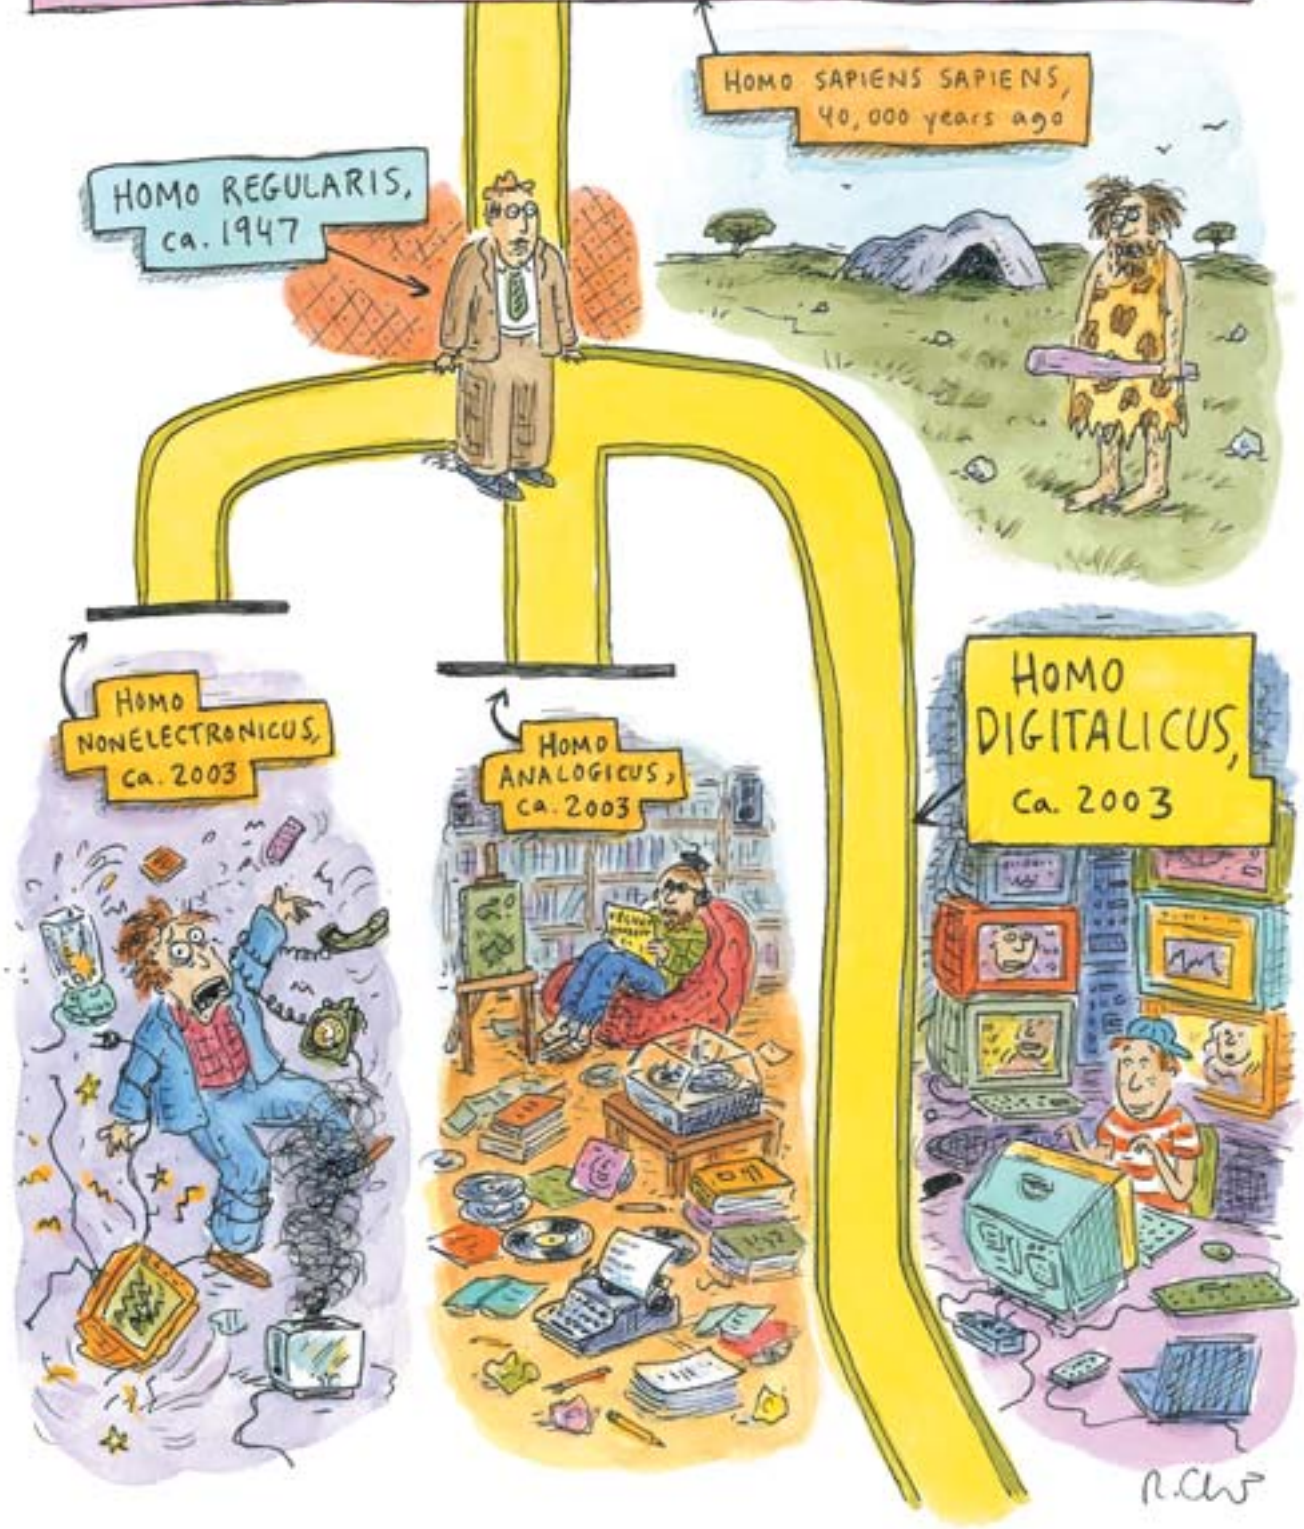 HOMO SAPIENS SAPIENS,
40,000 years ago
HOMO REGULARIS,
ca. 1947
HOMO
NONELECTRONICUS,
ca. 2003
HOMO
ANALOGICUS,
ca. 2003
HOMO
DIGITALICUS,
ca. 2003